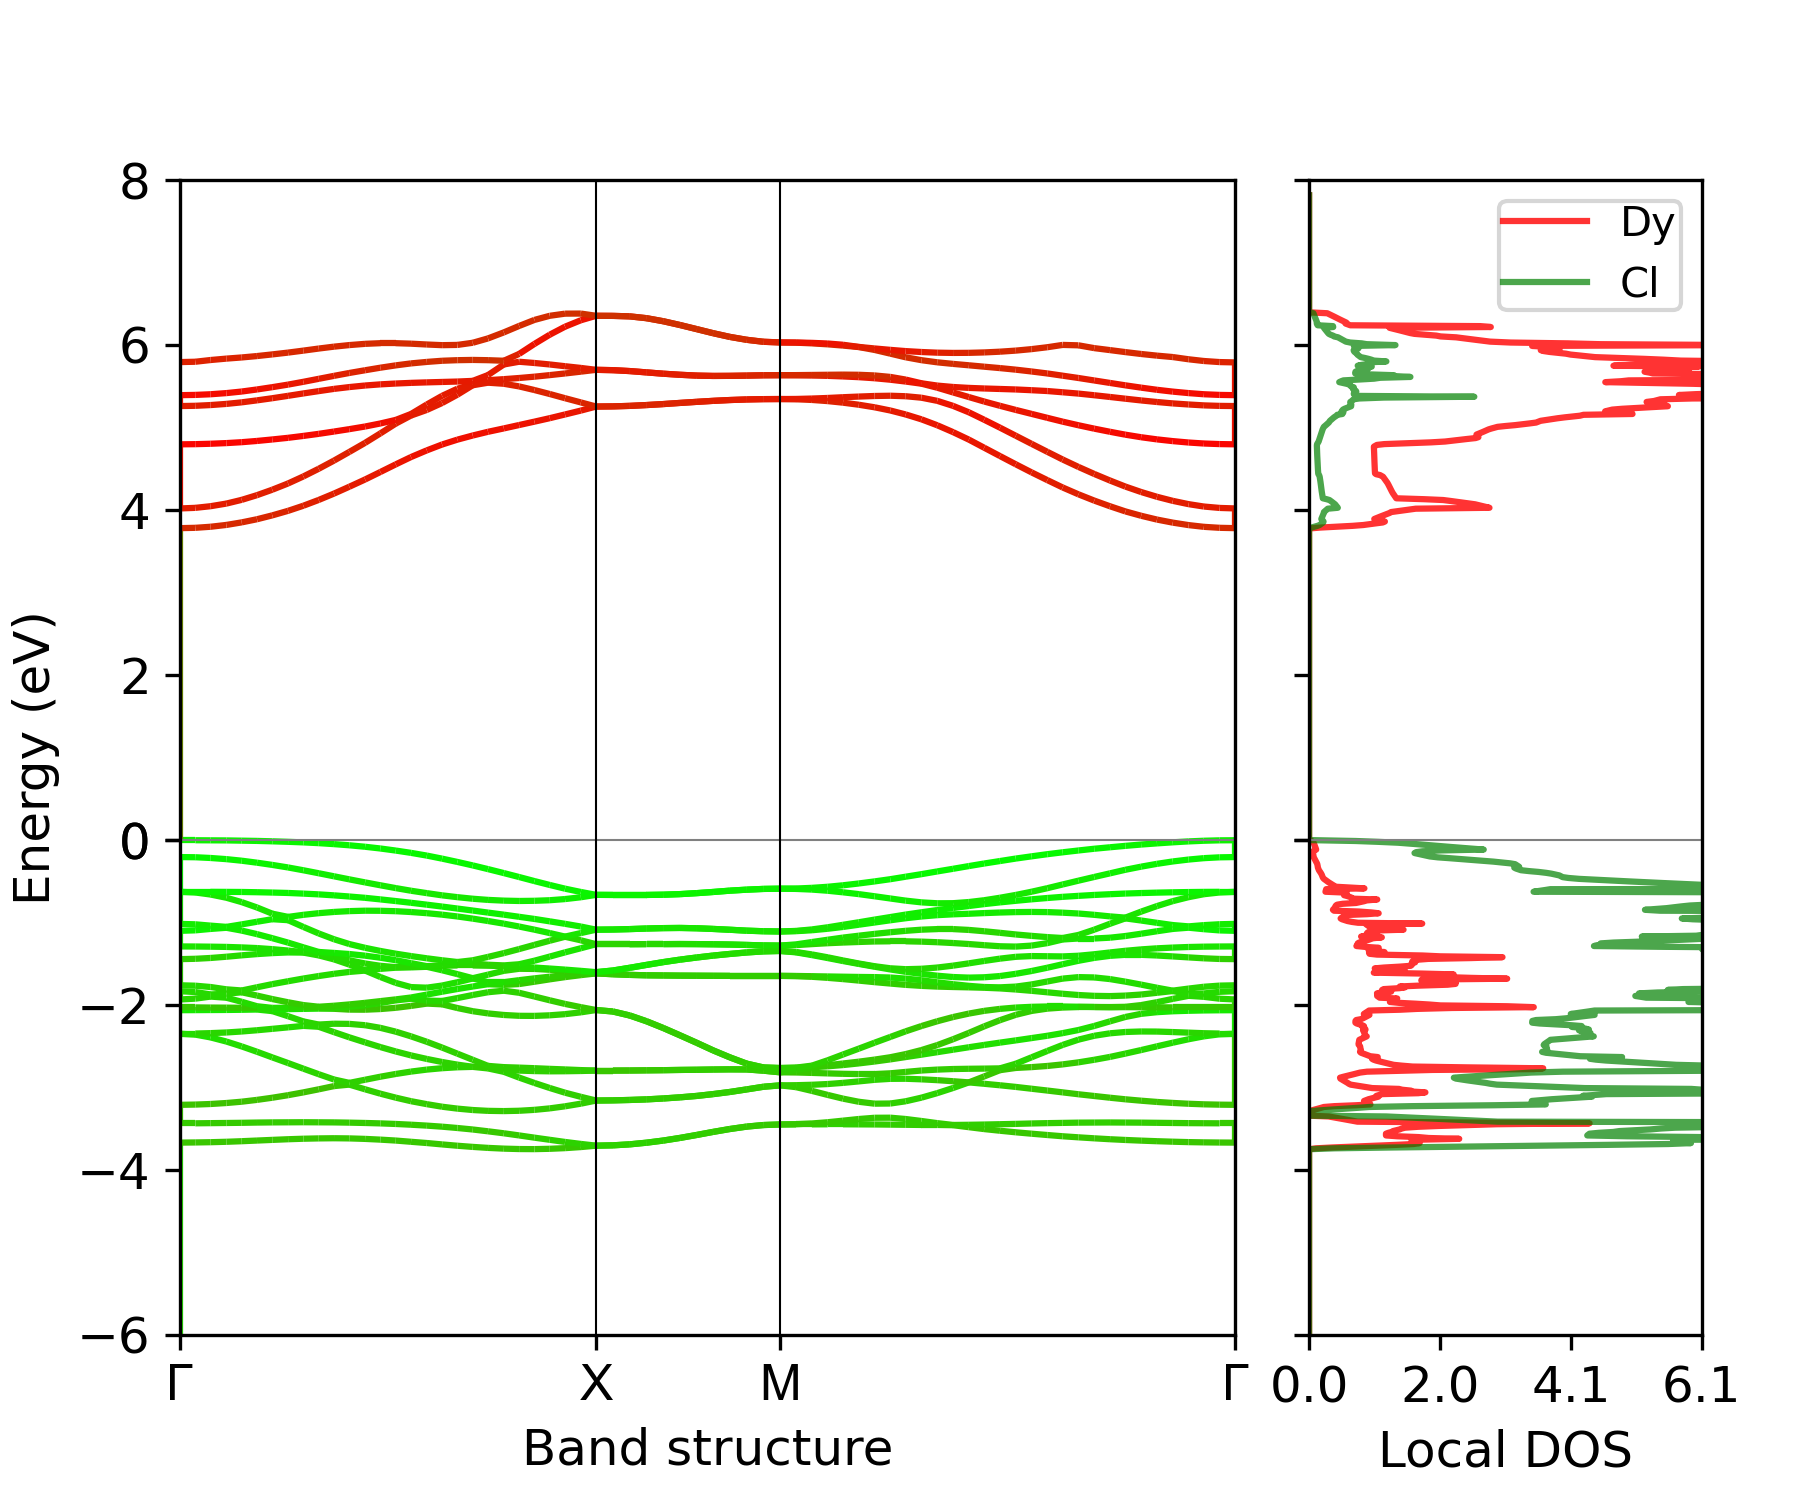 8
6
4
2
0
−2
−4
−6
Energy (eV)
Γ X M Γ
Band structure
Dy
Cl
0.0 2.0 4.1 6.1
Local DOS